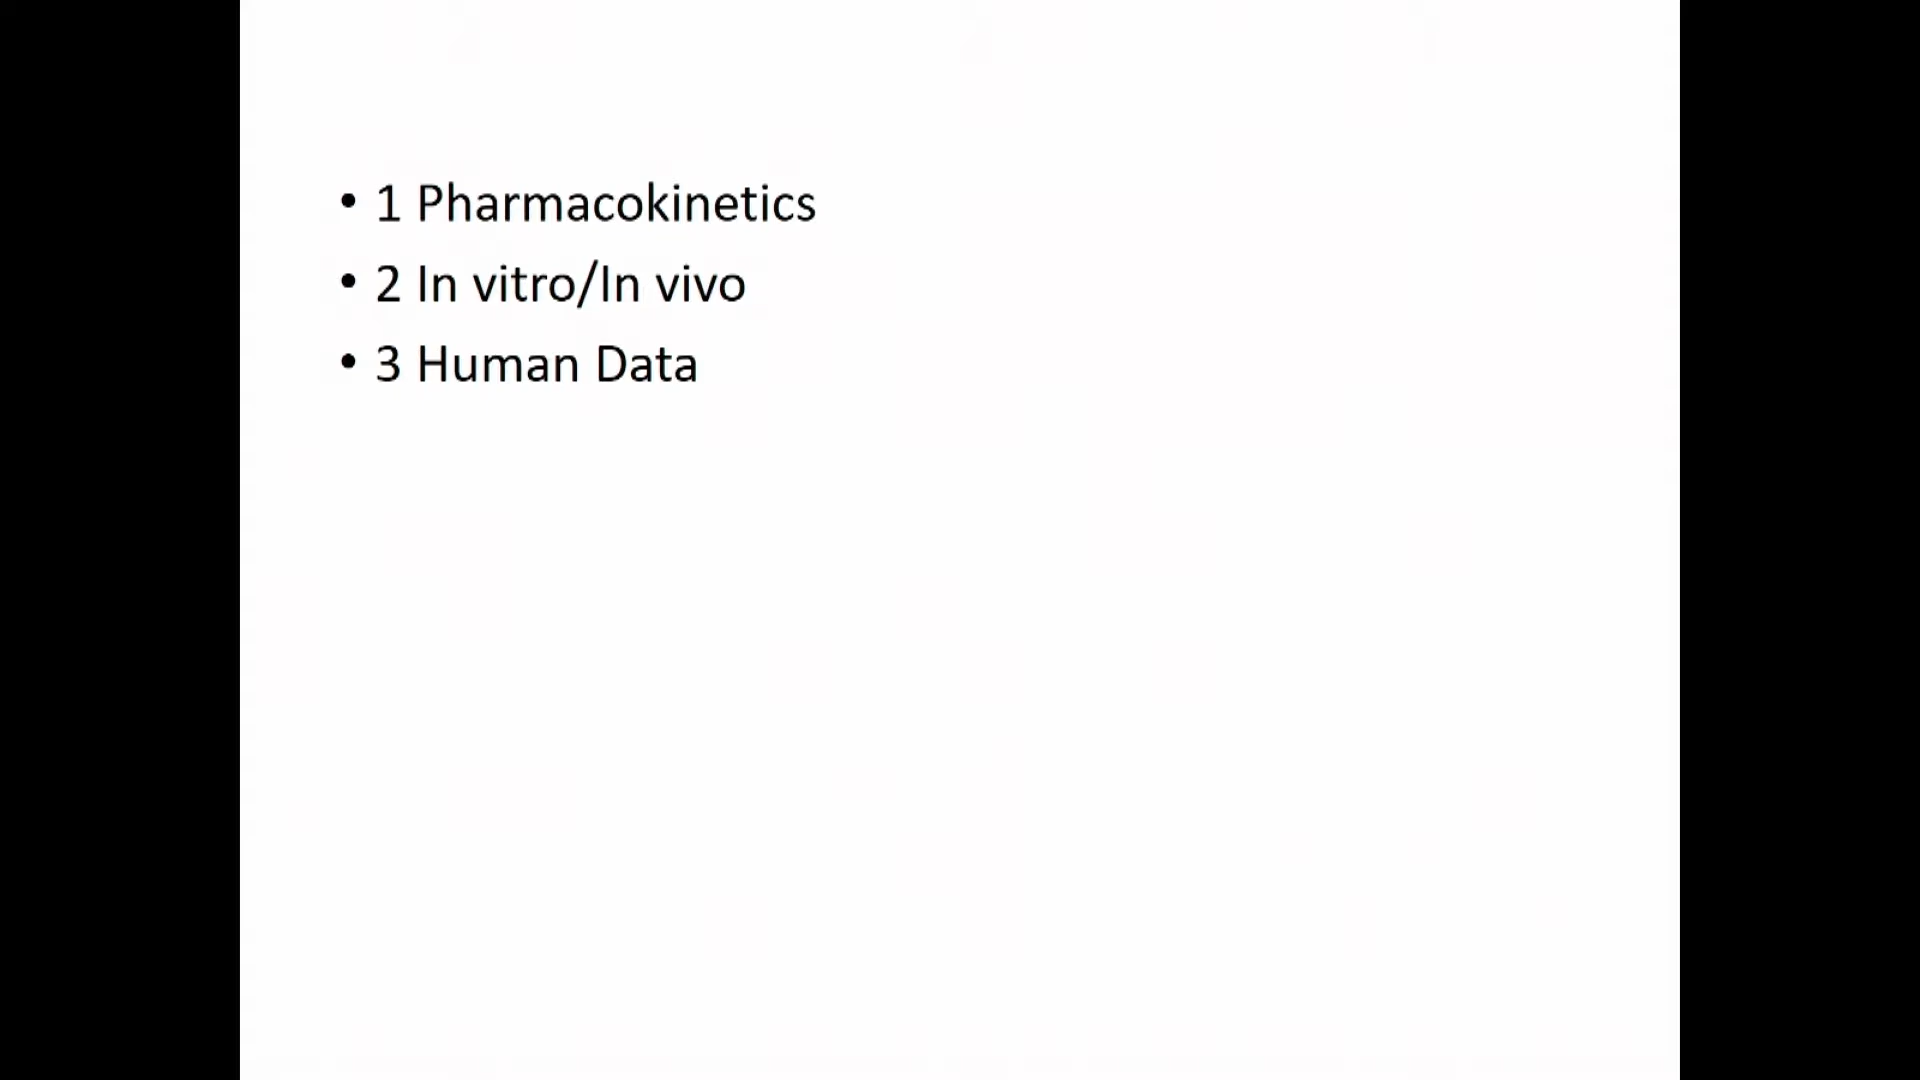 • 1 Pharmacokinetics
• 2 In vitro/In vivo
• 3 Human Data